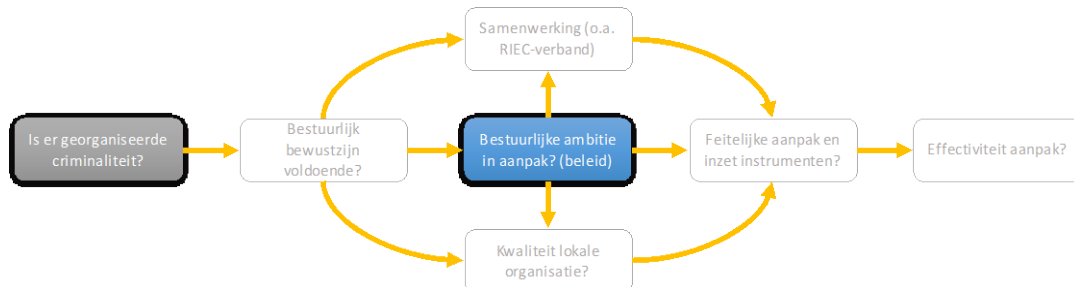 Samenwerking (o.a.
RIEC-verband)
Is er georganiseerde
criminaliteit?
Bestuurlijk
bewustzijn
voldoende?
Bestuurlijke ambitie
in aanpak? (beleid)
Feitelijke aanpak en
inzet instrumenten?
Effectiviteit aanpak?
Kwaliteit lokale
organisatie?